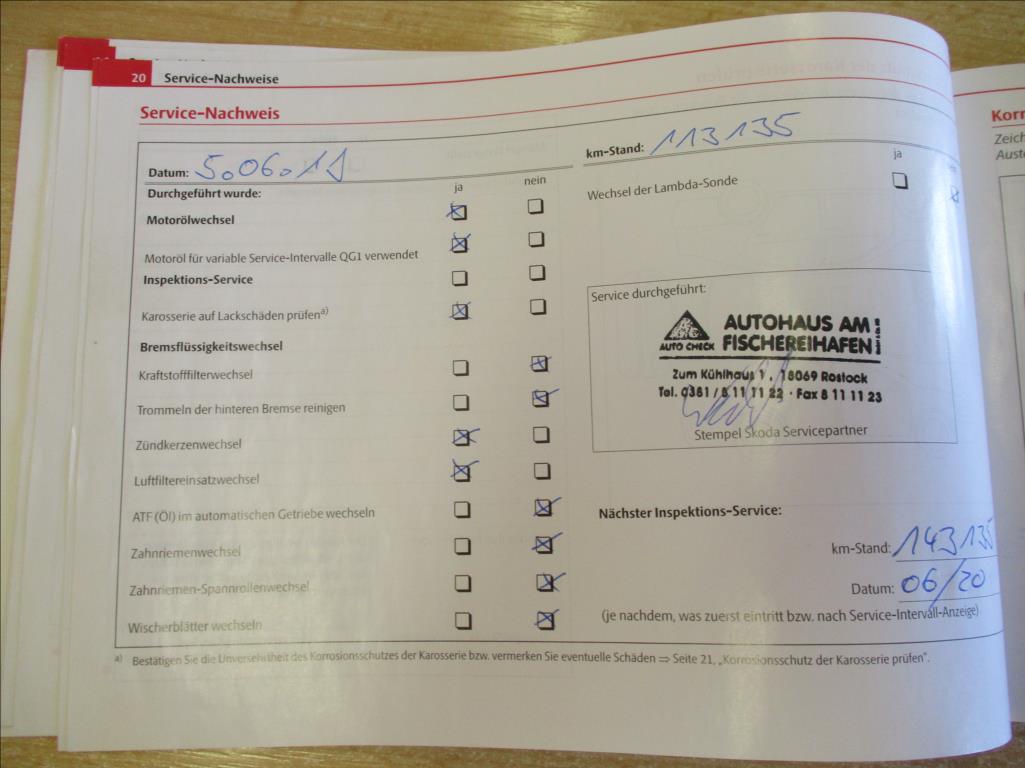 20 Service-Nachweise
Service-Nachweis
Datum: 5.06.19
km-Stand: 113135
Durchgeführt wurde:
ja nein
Motorölwechsel
Motoröl für variable Service-Intervalle QG1 verwendet
Inspektions-Service
Karosserie auf Lackschäden prüfen a)
Bremsflüssigkeitswechsel
Kraftstofffilterwechsel
Trommeln der hinteren Bremse reinigen
Zündkerzenwechsel
Luftfiltereinsatzwechsel
ATF (Öl) im automatischen Getriebe wechseln
Zahnriemenwechsel
Zahnriemen-Spannrollenwechsel
Wischerblätter wechseln
ja
Wechsel der Lambda-Sonde
Service durchgeführt:
AUTO CHECK
AUTOHAUS AM
FISCHEREIHAFEN
Zum Kühlhaus 1, 18069 Rostock
Tel. 0381 / 8 11 11 22 · Fax 8 11 11 23
Stempel Skoda Servicepartner
Nächster Inspektions-Service:
km-Stand: 143135
Datum: 06/20
(je nachdem, was zuerst eintritt bzw. nach Service-Intervall-Anzeige)
a) Bestätigen Sie die Unversehrtheit des Korrosionsschutzes der Karosserie bzw. vermerken Sie eventuelle Schäden ⇒ Seite 21, „Korrosionsschutz der Karosserie prüfen".
Korr
Zeich
Auste